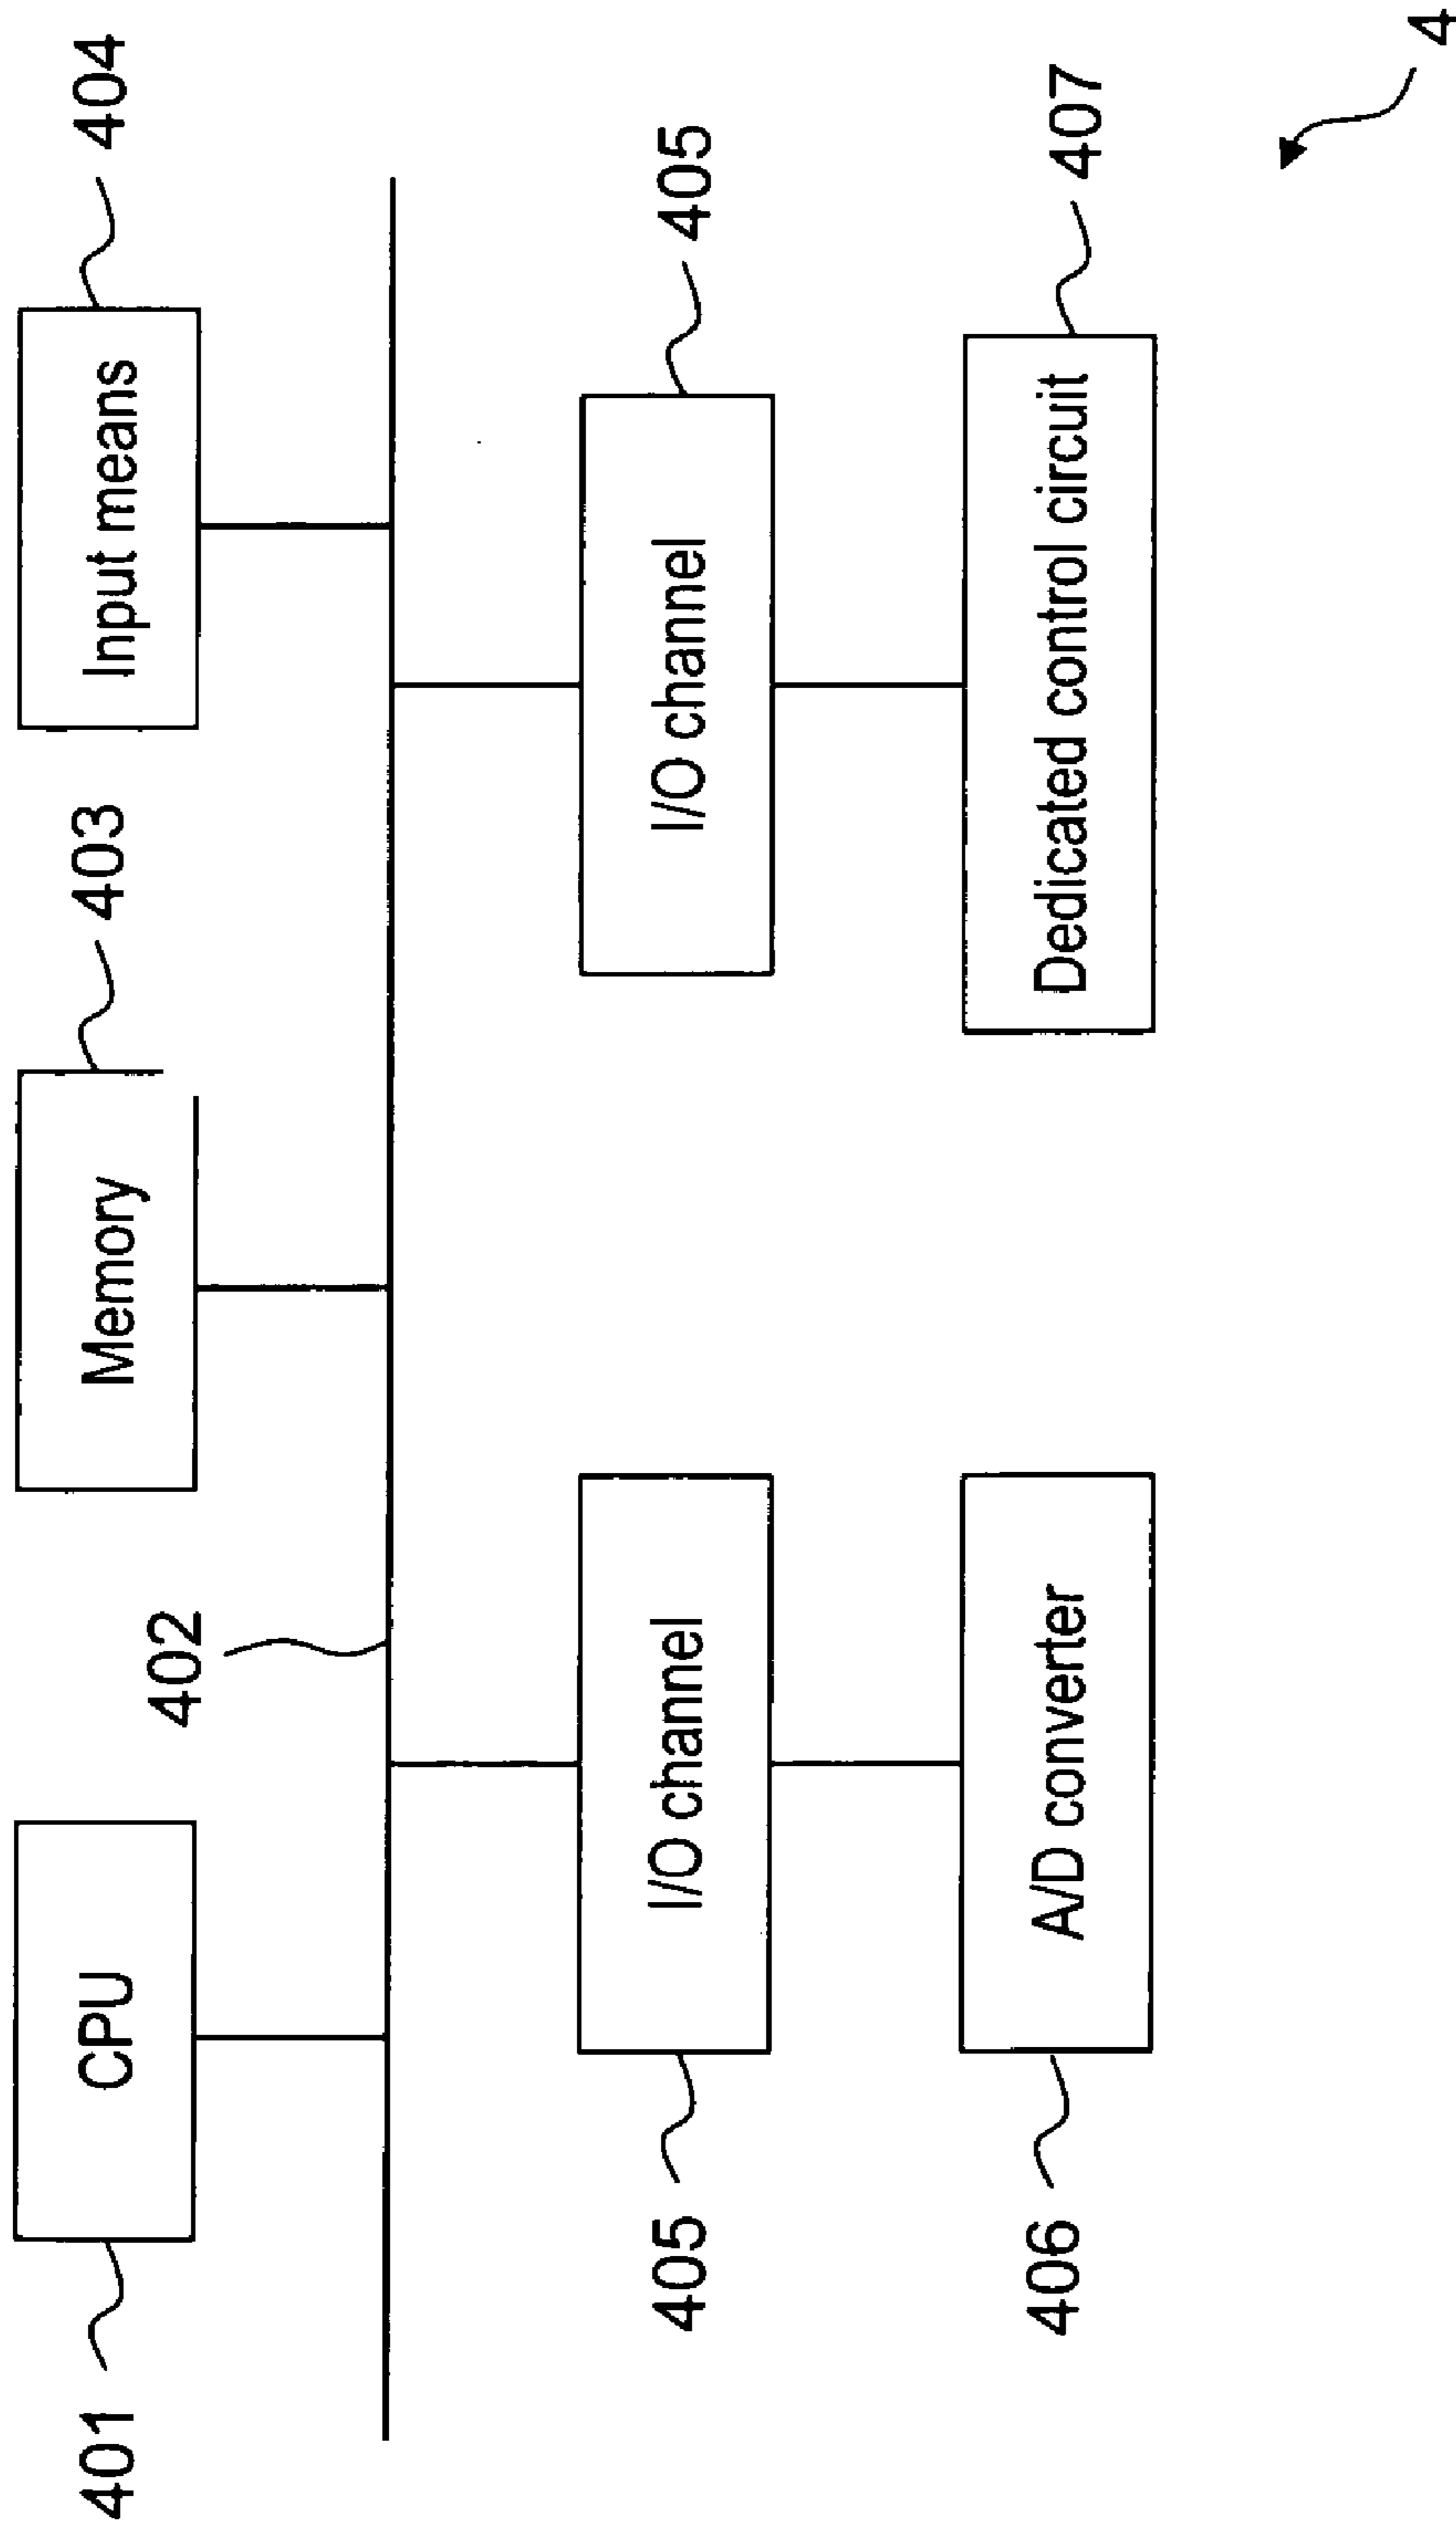 401
CPU
402
Memory
403
Input means
404
405
I/O channel
I/O channel
405
406
A/D converter
Dedicated control circuit
407
4